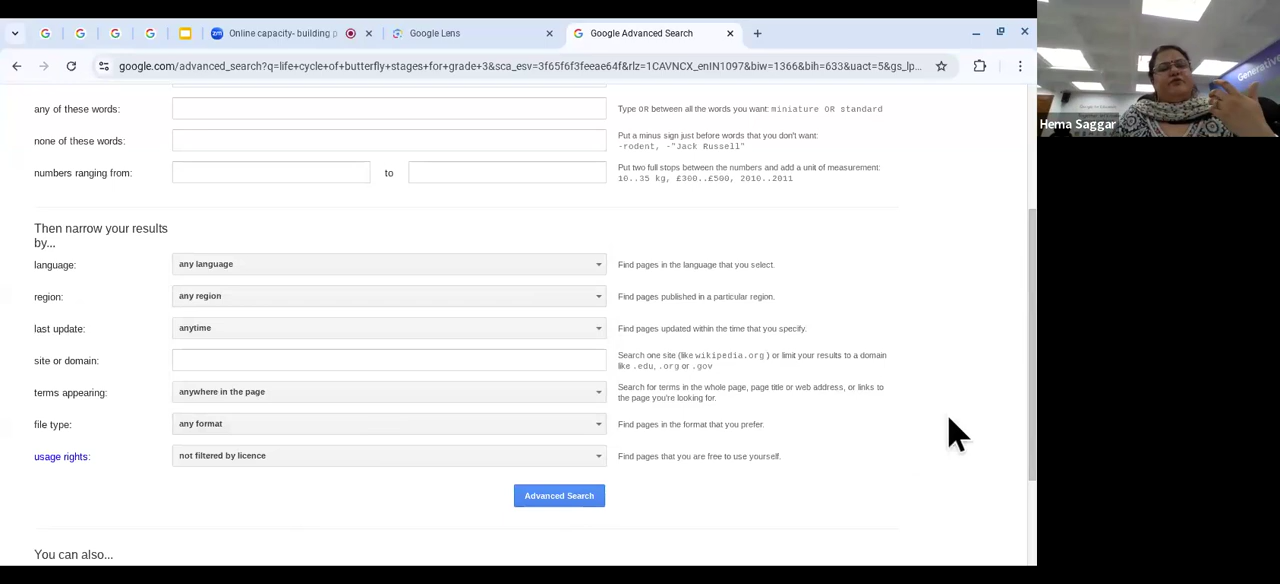 Online capacity- building p
Google Lens
Google Advanced Search
google.com/advanced_search?q=life+cycle+of+butterfly+stages+for+grade+3&sca_esv=3f65f6f3feeae64f&rlz=1CAVNCX_enIN1097&biw=1366&bih=633&uact=5&gs_lp...
any of these words:
Type OR between all the words you want: miniature OR standard
none of these words:
Put a minus sign just before words that you don't want:
-rodent, -"Jack Russell"
numbers ranging from:
to
Put two full stops between the numbers and add a unit of measurement:
10..35 kg, £300..£500, 2010..2011
Then narrow your results
by...
language:
any language
Find pages in the language that you select.
region:
any region
Find pages published in a particular region.
last update:
anytime
Find pages updated within the time that you specify.
site or domain:
Search one site (like wikipedia.org ) or limit your results to a domain
like .edu, .org or .gov
terms appearing:
anywhere in the page
Search for terms in the whole page, page title or web address, or links to
the page you're looking for.
file type:
any format
Find pages in the format that you prefer.
usage rights:
not filtered by licence
Find pages that you are free to use yourself.
Advanced Search
You can also...
Generative
Hema Saggar